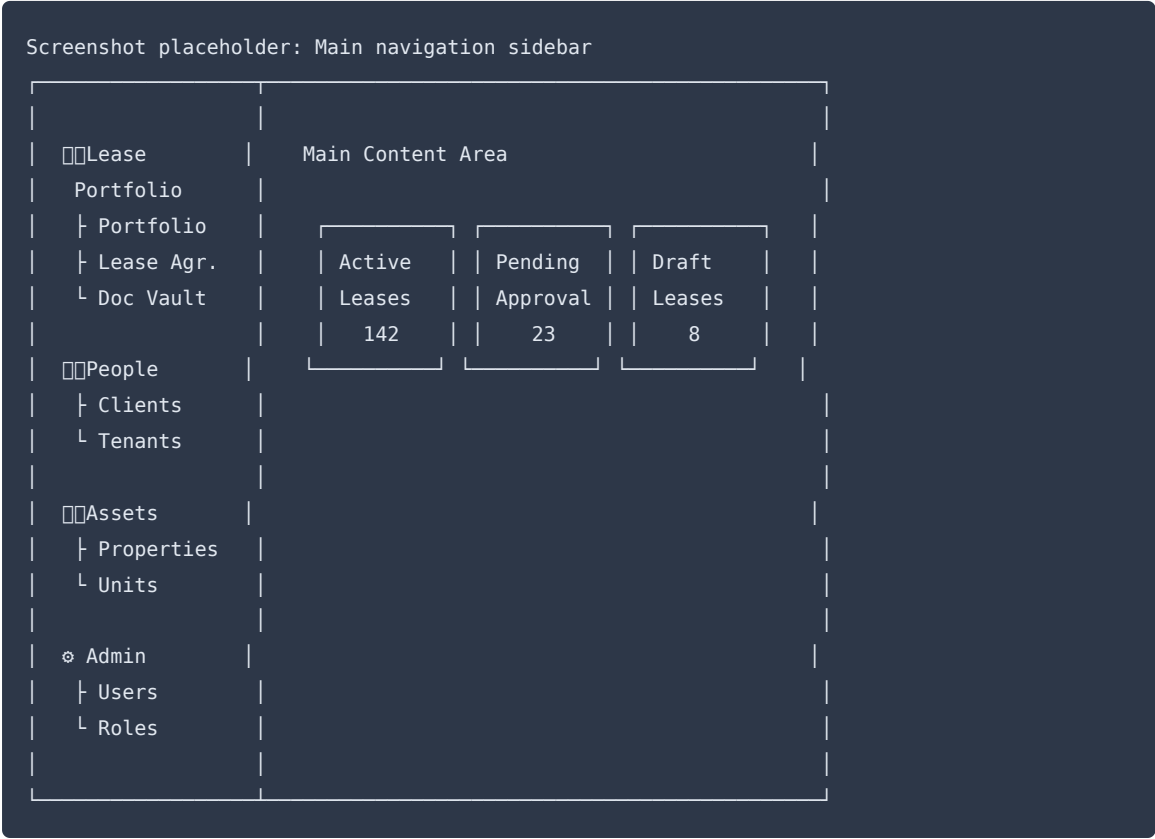 Screenshot placeholder: Main navigation sidebar
Lease Main Content Area
Portfolio
├ Portfolio
├ Lease Agr. Active Pending Draft
└ Doc Vault Leases Approval Leases
142 23 8
People
├ Clients
└ Tenants
Assets
├ Properties
└ Units
⚙ Admin
├ Users
└ Roles